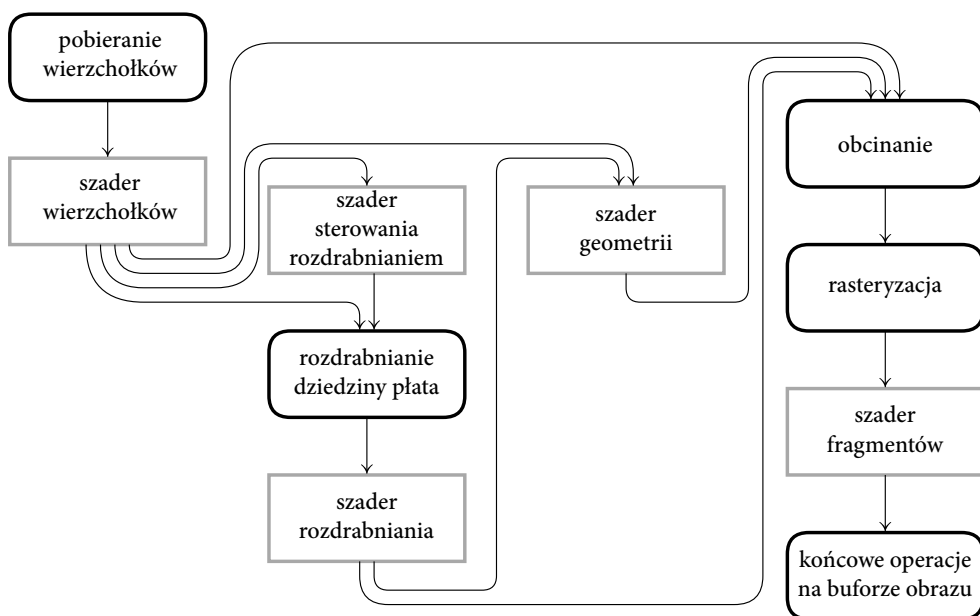 pobieranie
wierzchołków
szader
wierzchołków
szader
sterowania
rozdrabnianiem
rozdrabnianie
dziedziny płata
szader
rozdrabniania
szader
geometrii
obcinanie
rasteryzacja
szader
fragmentów
końcowe operacje
na buforze obrazu